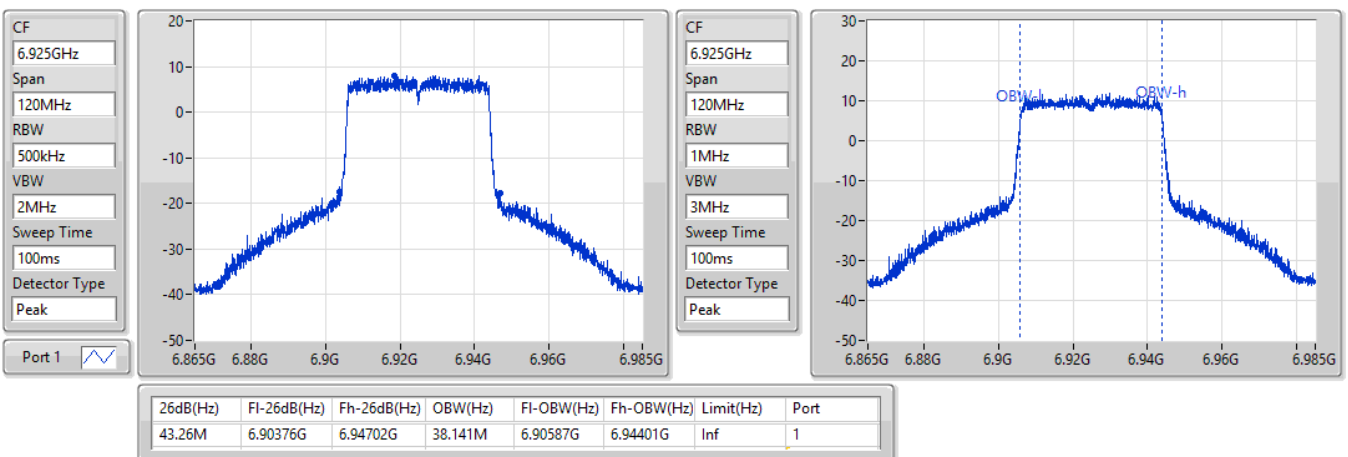 CF
6.925GHz
Span
120MHz
RBW
500kHz
VBW
2MHz
Sweep Time
100ms
Detector Type
Peak
Port 1
20
10
0
-10
-20
-30
-40
-50
6.865G 6.88G 6.9G 6.92G 6.94G 6.96G 6.985G
CF
6.925GHz
Span
120MHz
RBW
1MHz
VBW
3MHz
Sweep Time
100ms
Detector Type
Peak
30
20
10
0
-10
-20
-30
-40
-50
OBW-l OBW-h
6.865G 6.88G 6.9G 6.92G 6.94G 6.96G 6.985G
26dB(Hz) Fl-26dB(Hz) Fh-26dB(Hz) OBW(Hz) Fl-OBW(Hz) Fh-OBW(Hz) Limit(Hz) Port
43.26M 6.90376G 6.94702G 38.141M 6.90587G 6.94401G Inf 1